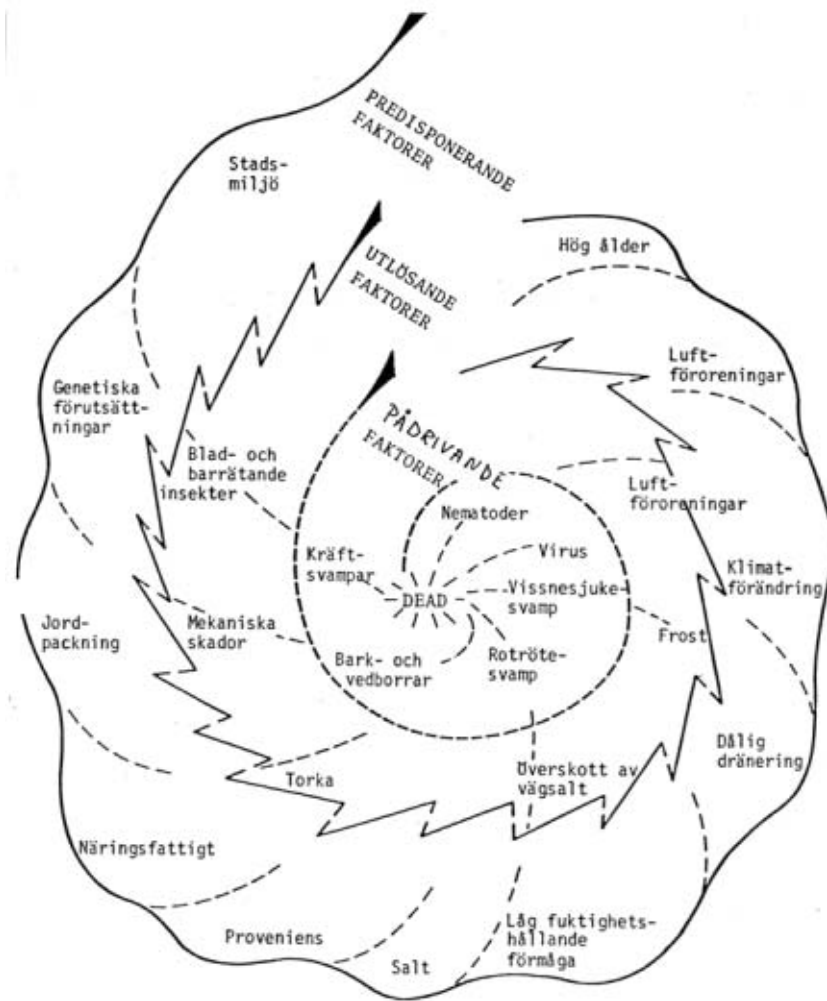 PREDISPONERANDE
FAKTORER
Stads-
miljö
Hög ålder
UTLÖSANDE
FAKTORER
Luft-
föroreningar
Genetiska
förutsätt-
ningar
PÅDRIVANDE
FAKTORER
Blad- och
barrätande
insekter
Luft-
föroreningar
Nematoder
Virus
Kräft-
svampar
Vissnesjuke-
svamp
Klimat-
förändring
DEAD
Jord-
packning
Mekaniska
skador
Frost
Bark- och
vedborrar
Rotröte-
svamp
Dålig
dränering
Torka
Överskott av
vägsalt
Näringsfattigt
Proveniens
Salt
Låg fuktighets-
hållande
förmåga